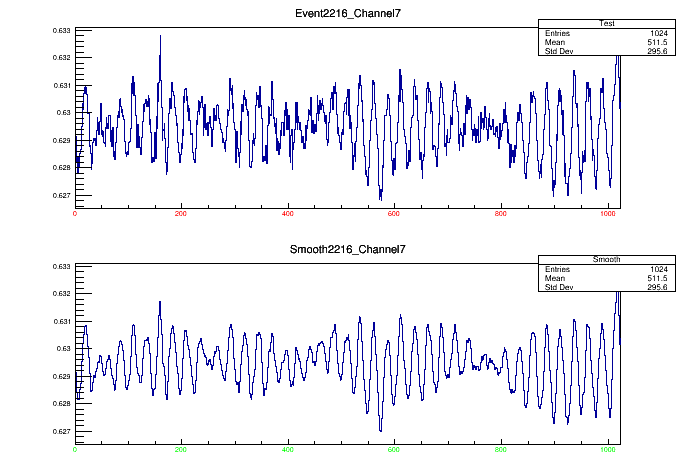 Event2216_Channel7
Test
Entries 1024
Mean 511.5
Std Dev 295.6
0.633
0.632
0.631
0.63
0.629
0.628
0.627
0 200 400 600 800 1000
Smooth2216_Channel7
Smooth
Entries 1024
Mean 511.5
Std Dev 295.6
0.633
0.632
0.631
0.63
0.629
0.628
0.627
0 200 400 600 800 1000